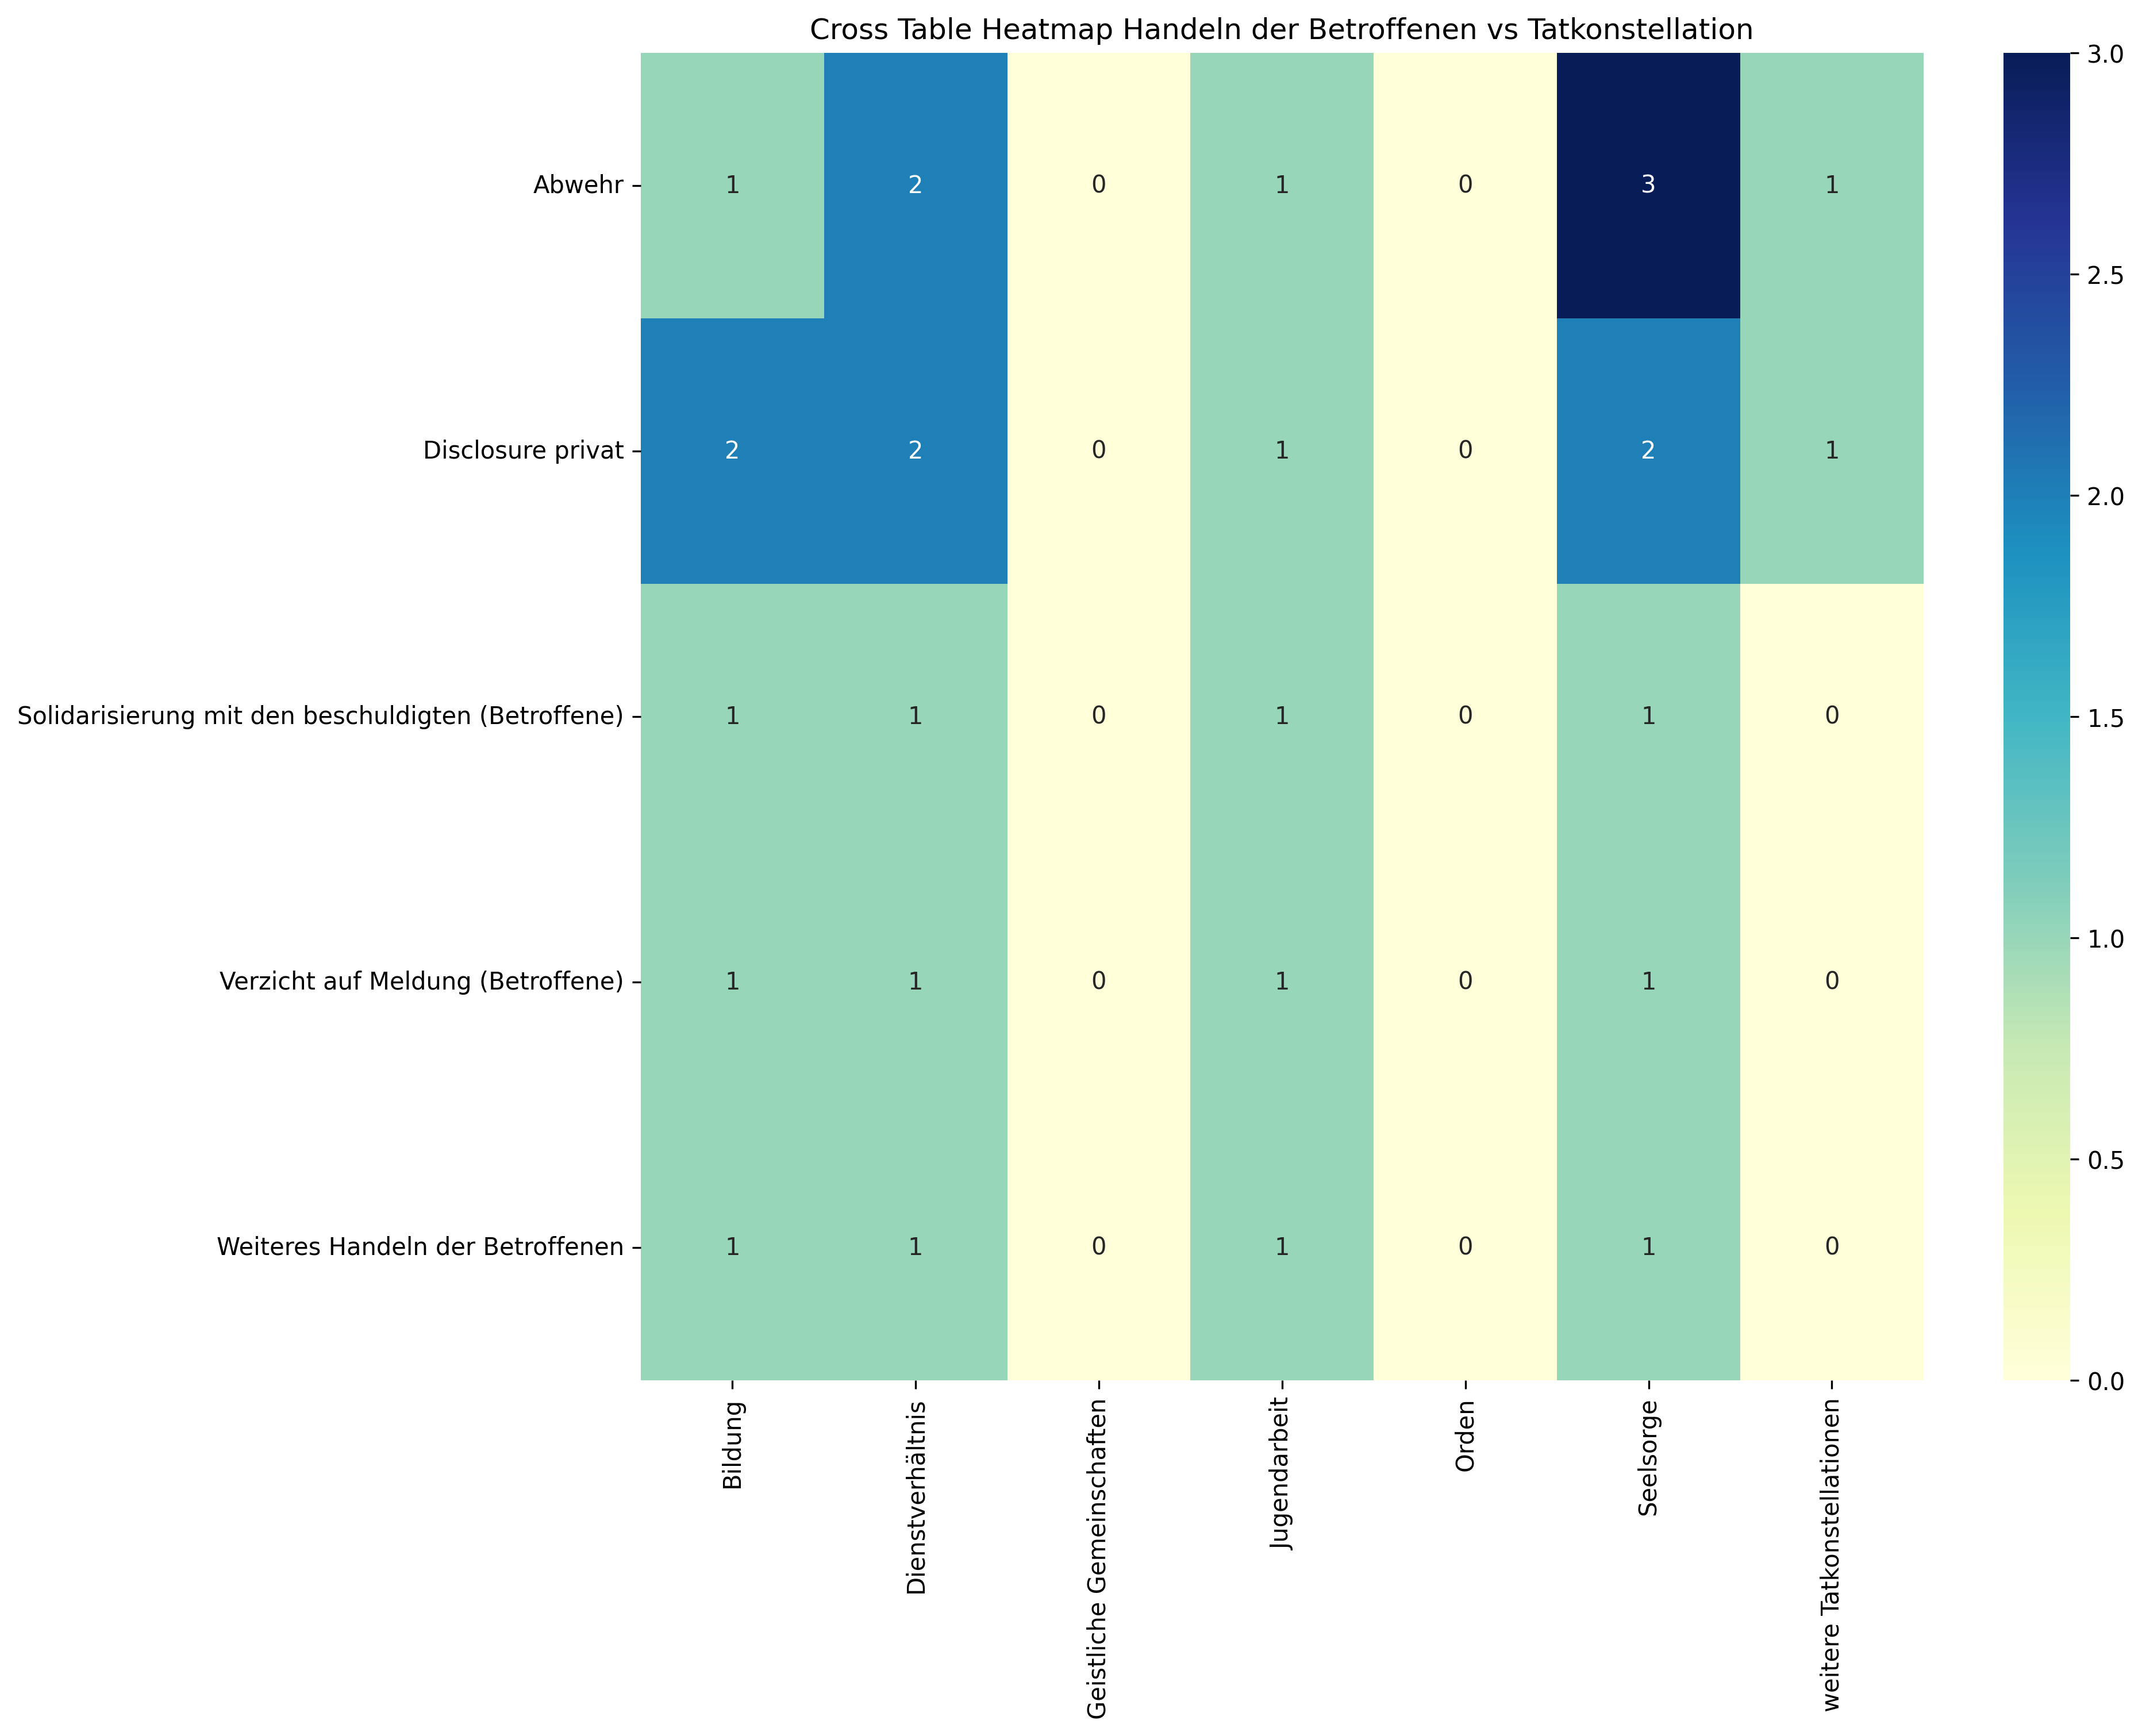 Cross Table Heatmap Handeln der Betroffenen vs Tatkonstellation
Abwehr 1 2 0 1 0 3 1
Disclosure privat 2 2 0 1 0 2 1
Solidarisierung mit den beschuldigten (Betroffene) 1 1 0 1 0 1 0
Verzicht auf Meldung (Betroffene) 1 1 0 1 0 1 0
Weiteres Handeln der Betroffenen 1 1 0 1 0 1 0
Bildung
Dienstverhältnis
Geistliche Gemeinschaften
Jugendarbeit
Orden
Seelsorge
weitere Tatkonstellationen
3.0
2.5
2.0
1.5
1.0
0.5
0.0